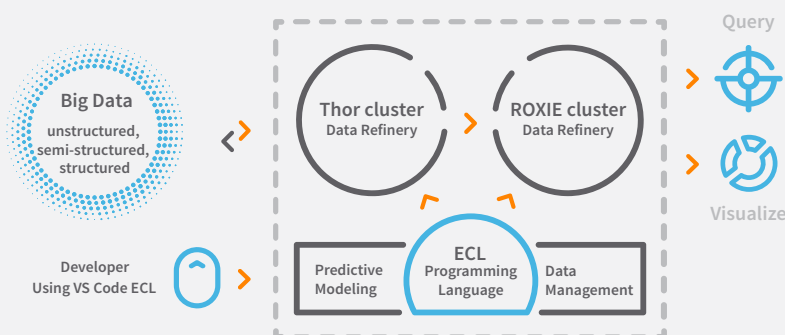 Query
Big Data
unstructured,
semi-structured,
structured
Thor cluster
Data Refinery
ROXIE cluster
Data Refinery
Visualize
Developer
Using VS Code ECL
Predictive
Modeling
ECL
Programming
Language
Data
Management